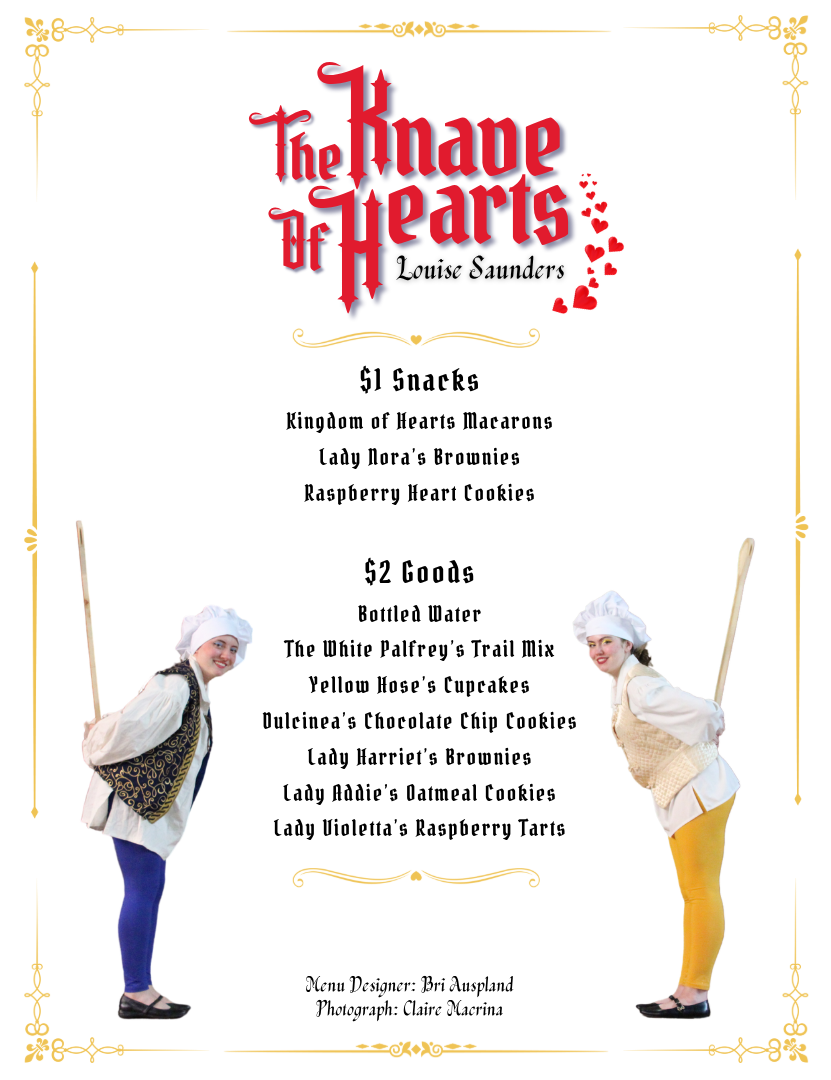 The Knave
Of Hearts
Louise Saunders
$1 Snacks
Kingdom of Hearts Macarons
Lady Nora's Brownies
Raspberry Heart Cookies
$2 Goods
Bottled Water
The White Palfrey's Trail Mix
Yellow Hose's Cupcakes
Dulcinea's Chocolate Chip Cookies
Lady Harriet's Brownies
Lady Addie's Oatmeal Cookies
Lady Violetta's Raspberry Tarts
Menu Designer: Bri Auspland
Photograph: Claire Macrina